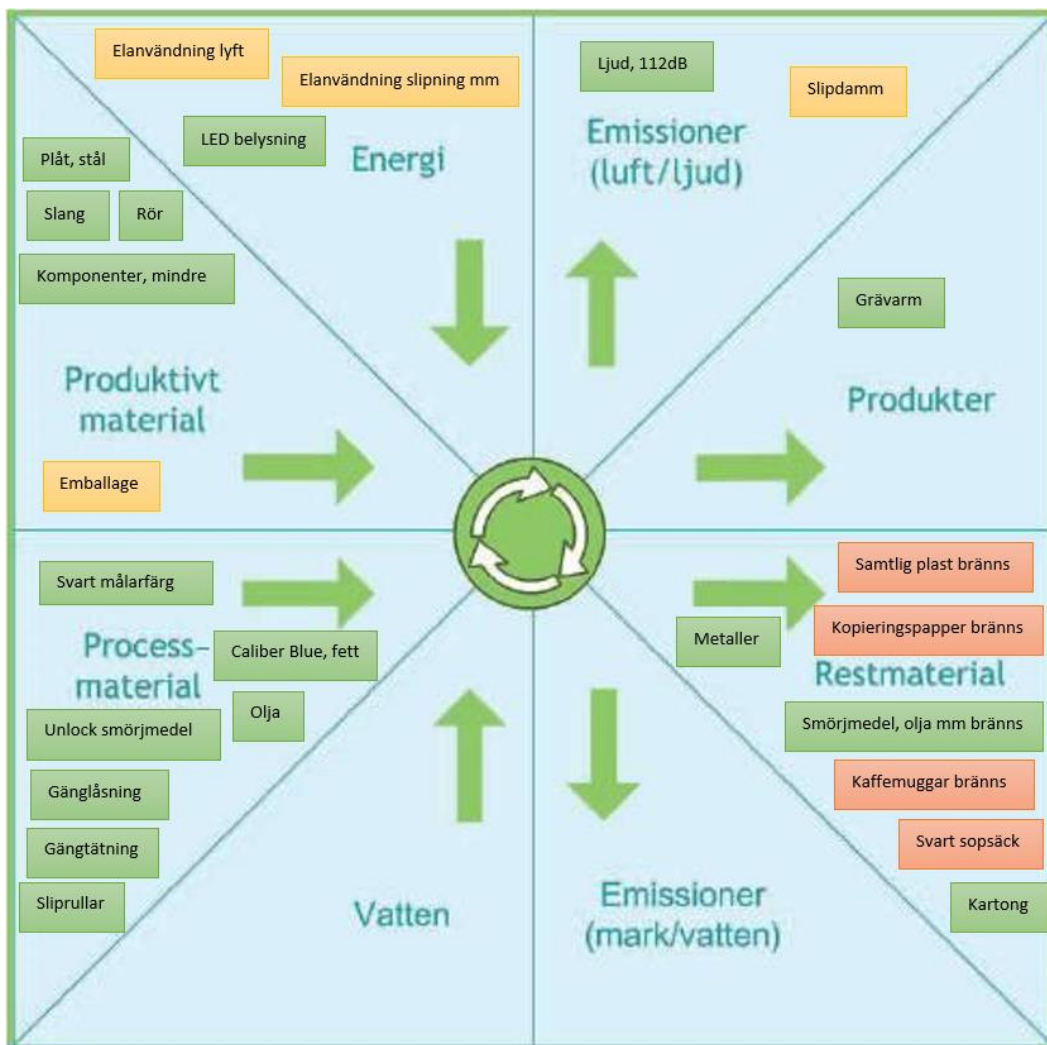 Elanvändning lyft
Elanvändning slipning mm
LED belysning
Energi
Ljud, 112dB
Slipdamm
Emissioner
(luft/ljud)
Plåt, stål
Slang
Rör
Komponenter, mindre
Produktivt
material
Emballage
Grävarm
Produkter
Svart målarfärg
Process-
material
Caliber Blue, fett
Olja
Unlock smörjmedel
Gänglåsning
Gängtätning
Sliprullar
Vatten
Emissioner
(mark/vatten)
Samtlig plast bränns
Kopieringspapper bränns
Metaller
Restmaterial
Smörjmedel, olja mm bränns
Kaffemuggar bränns
Svart sopsäck
Kartong